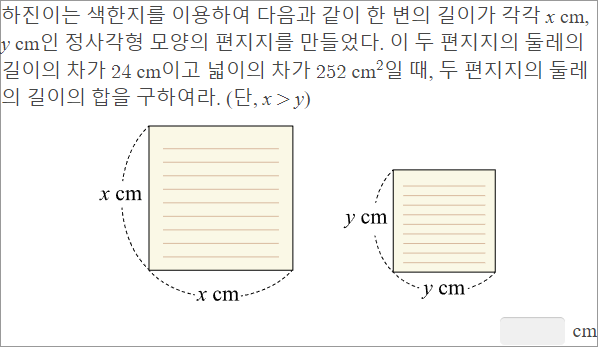 하진이는 색한지를 이용하여 다음과 같이 한 변의 길이가 각각 x cm,
y cm인 정사각형 모양의 편지지를 만들었다. 이 두 편지지의 둘레의
길이의 차가 24 cm이고 넓이의 차가 252 cm²일 때, 두 편지지의 둘레
의 길이의 합을 구하여라. (단, x > y)
x cm
y cm
x cm
y cm
cm